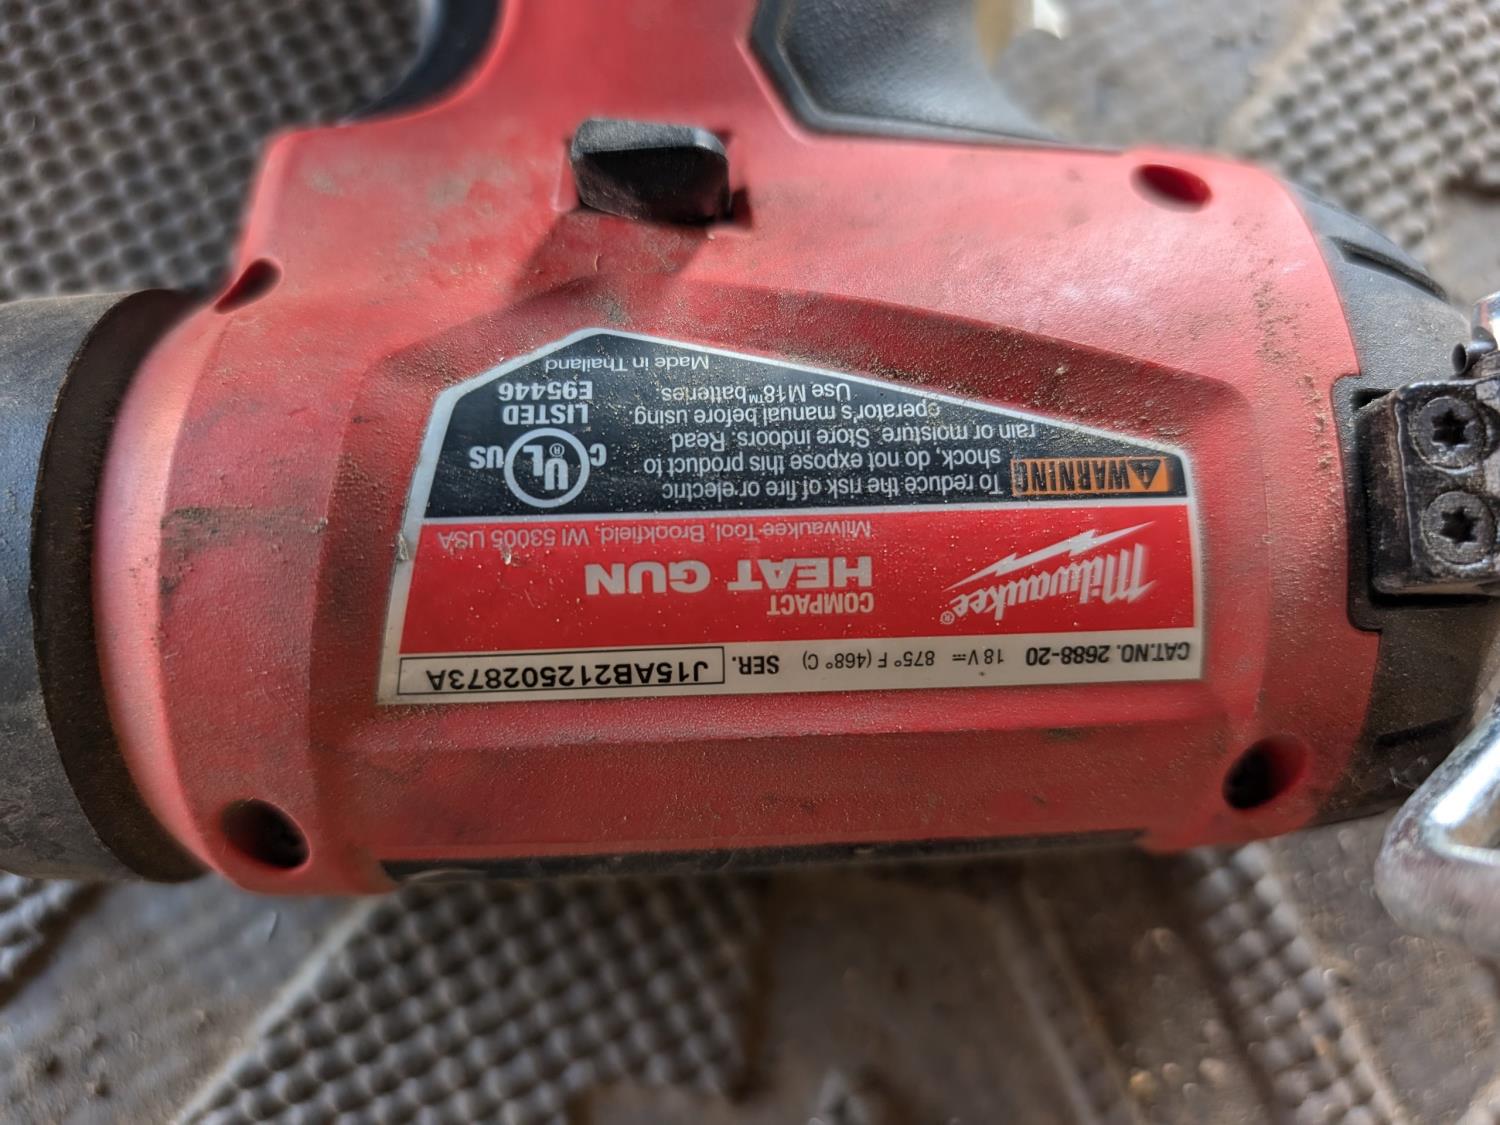 CAT.NO. 2688-20 18 V⎓ 875° F (468° C) SER. J15AB212502873A
Milwaukee®
COMPACT
HEAT GUN
Milwaukee Tool, Brookfield, WI 53005 USA
WARNING
To reduce the risk of fire or electric
shock, do not expose this product to
rain or moisture. Store indoors. Read
operator's manual before using.
Use M18™ batteries.
Made in Thailand
C UL® US
LISTED
E95446